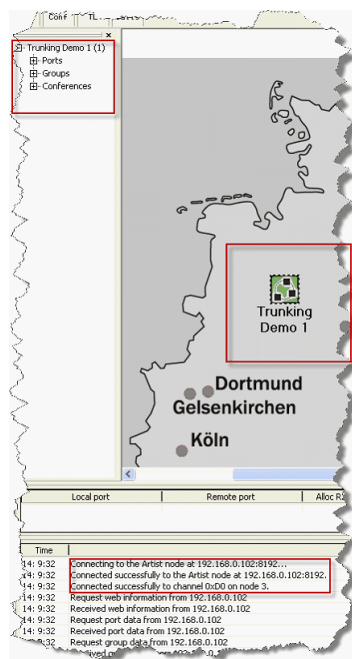 Conf TL
Trunking Demo 1 (1)
Ports
Groups
Conferences
Trunking
Demo 1
Dortmund
Gelsenkirchen
Köln
Local port Remote port Alloc R
Time
14: 9:32 Connecting to the Artist node at 192.168.0.102:8192...
14: 9:32 Connected successfully to the Artist node at 192.168.0.102:8192.
14: 9:32 Connected successfully to channel 0xD0 on node 3.
14: 9:32 Request web information from 192.168.0.102
14: 9:32 Received web information from 192.168.0.102
14: 9:32 Request port data from 192.168.0.102
14: 9:32 Received port data from 192.168.0.102
14: 9:32 Request group data from